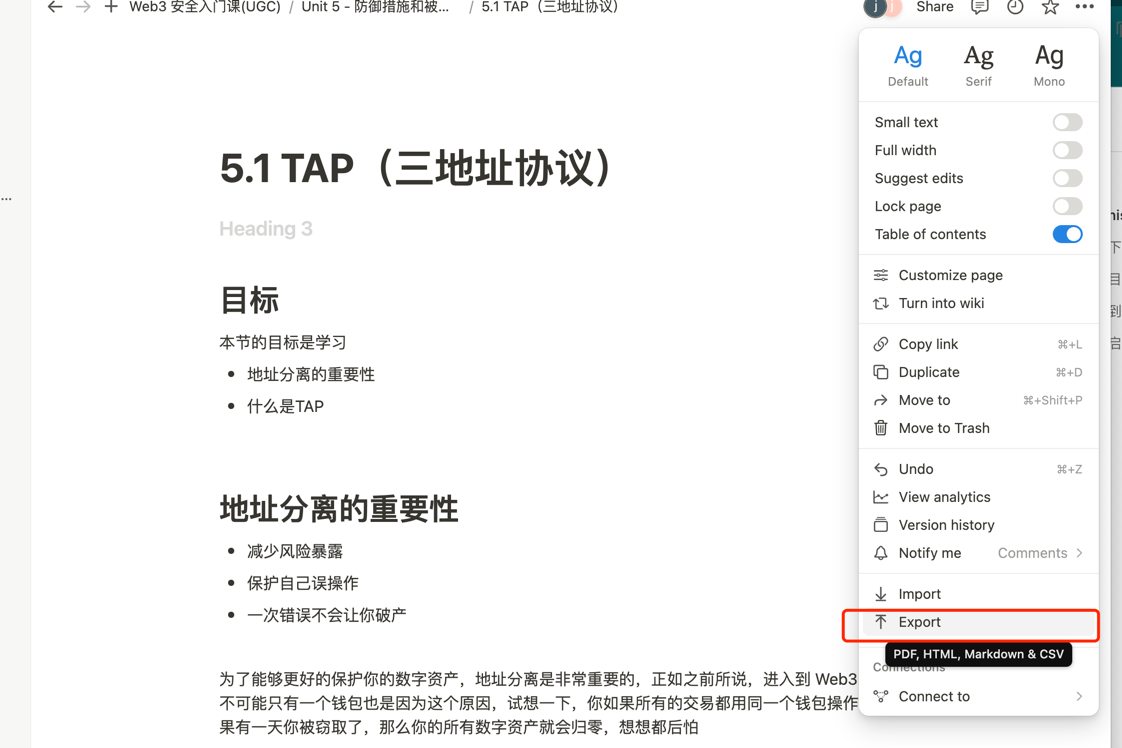 Web3 安全入门课(UGC) / Unit 5 - 防御措施和被... / 5.1 TAP（三地址协议）
j Share
5.1 TAP（三地址协议）
Heading 3
目标
本节的目标是学习
• 地址分离的重要性
• 什么是TAP
地址分离的重要性
• 减少风险暴露
• 保护自己误操作
• 一次错误不会让你破产
为了能够更好的保护你的数字资产，地址分离是非常重要的，正如之前所说，进入到 Web3
不可能只有一个钱包也是因为这个原因，试想一下，你如果所有的交易都用同一个钱包操作
果有一天你被窃取了，那么你的所有数字资产就会归零，想想都后怕
Ag Ag Ag
Default Serif Mono
Small text
Full width
Suggest edits
Lock page
Table of contents
Customize page
Turn into wiki
Copy link ⌘+L
Duplicate ⌘+D
Move to ⌘+Shift+P
Move to Trash
Undo ⌘+Z
View analytics
Version history
Notify me Comments
Import
Export
PDF, HTML, Markdown & CSV
Connections
Connect to